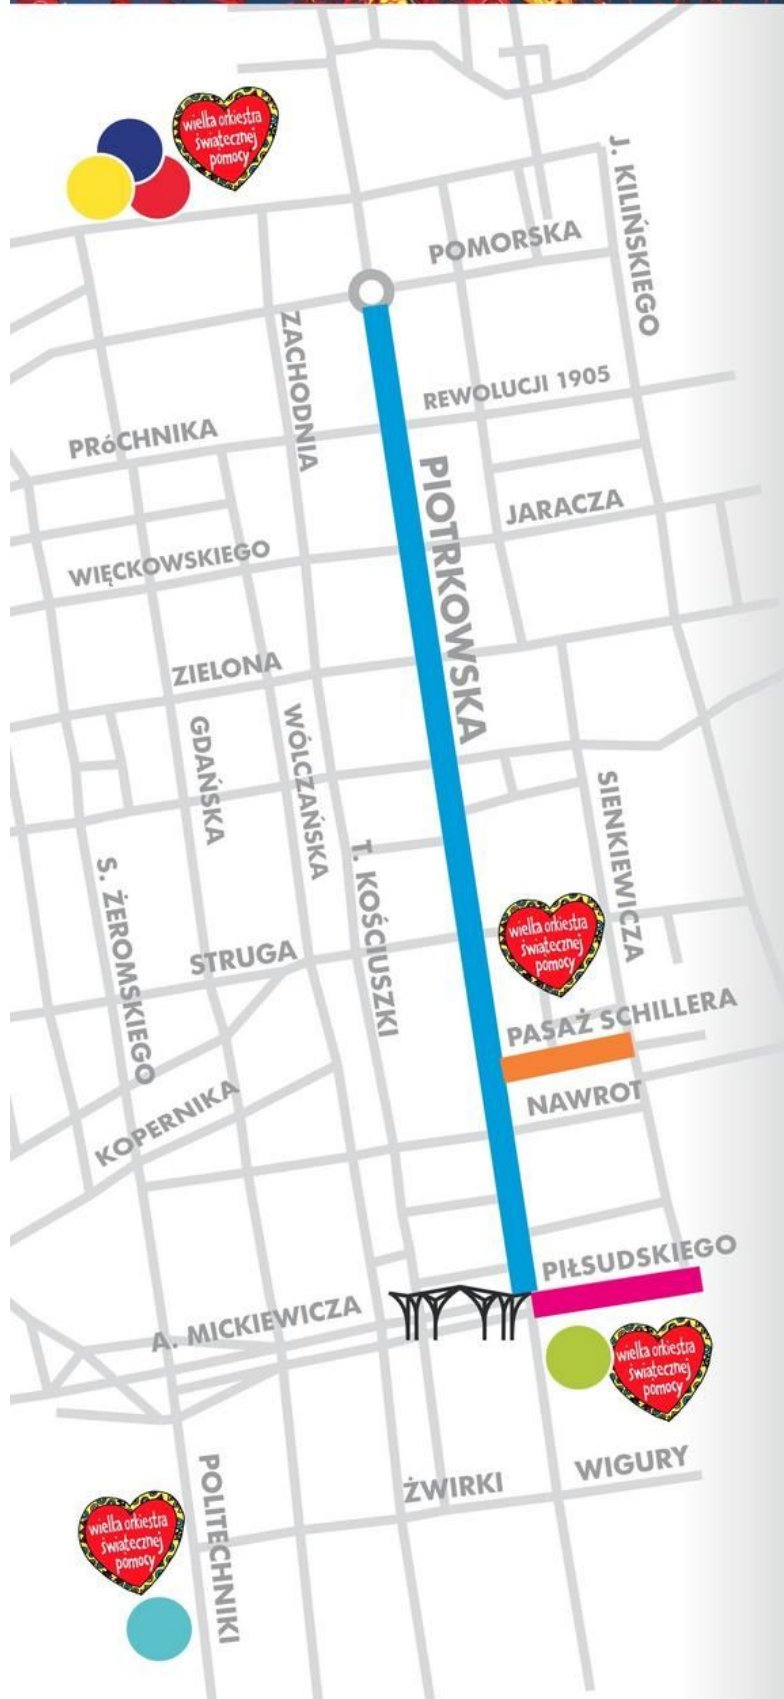 wielka orkiestra
świątecznej
pomocy
J. KILIŃSKIEGO
POMORSKA
ZACHODNIA
REWOLUCJI 1905
PRóCHNIKA
PIOTRKOWSKA
JARACZA
WIĘCKOWSKIEGO
ZIELONA
GDAŃSKA
WÓLCZAŃSKA
SIENKIEWICZA
T. KOŚCIUSZKI
S. ŻEROMSKIEGO
wielka orkiestra
świątecznej
pomocy
STRUGA
PASAŻ SCHILLERA
NAWROT
KOPERNIKA
PIŁSUDSKIEGO
A. MICKIEWICZA
wielka orkiestra
świątecznej
pomocy
POLITECHNIKI
ŻWIRKI
WIGURY
wielka orkiestra
świątecznej
pomocy